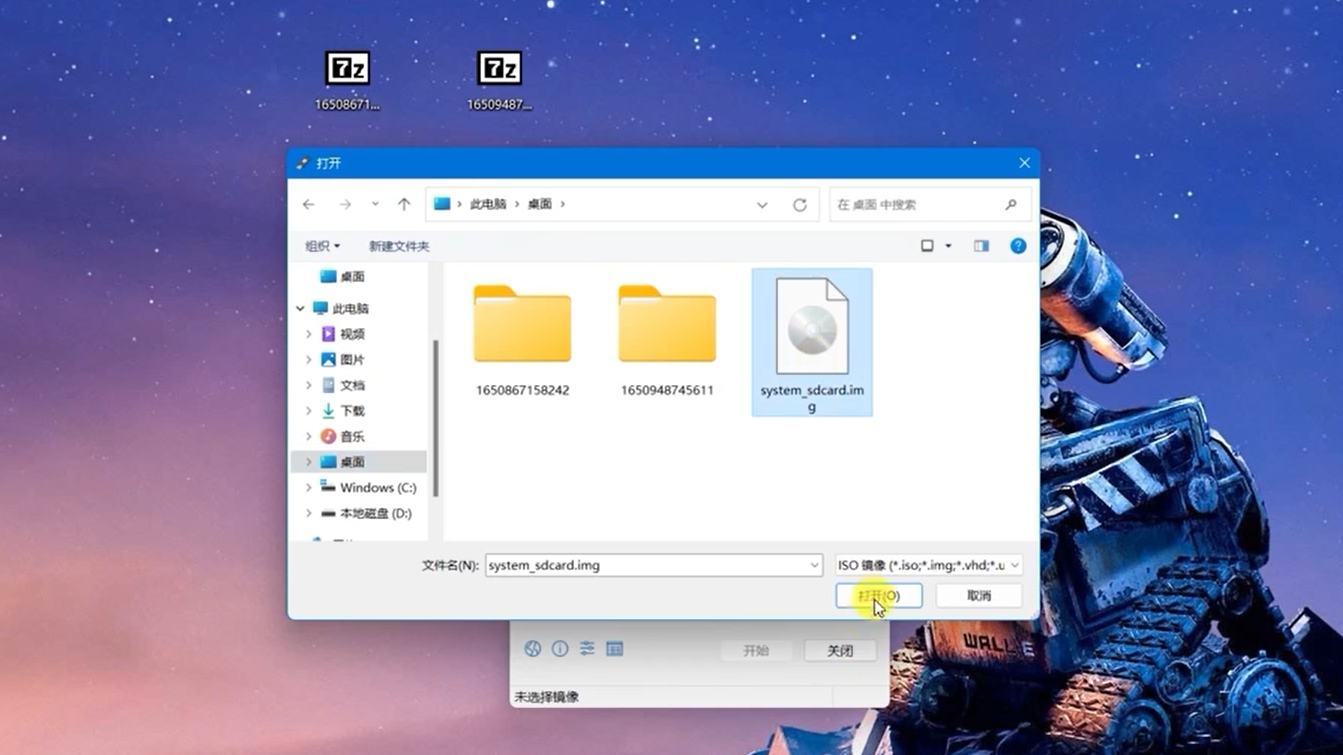 7z
7z
16508671...
16509487...
打开
此电脑
桌面
在 桌面 中搜索
组织
新建文件夹
桌面
此电脑
视频
图片
文档
下载
音乐
桌面
Windows (C:)
本地磁盘 (D:)
1650867158242
1650948745611
system_sdcard.im
g
文件名(N):
system_sdcard.img
ISO 镜像 (*.iso;*.img;*.vhd;*.u
打开(O)
取消
开始
关闭
未选择镜像
WALL